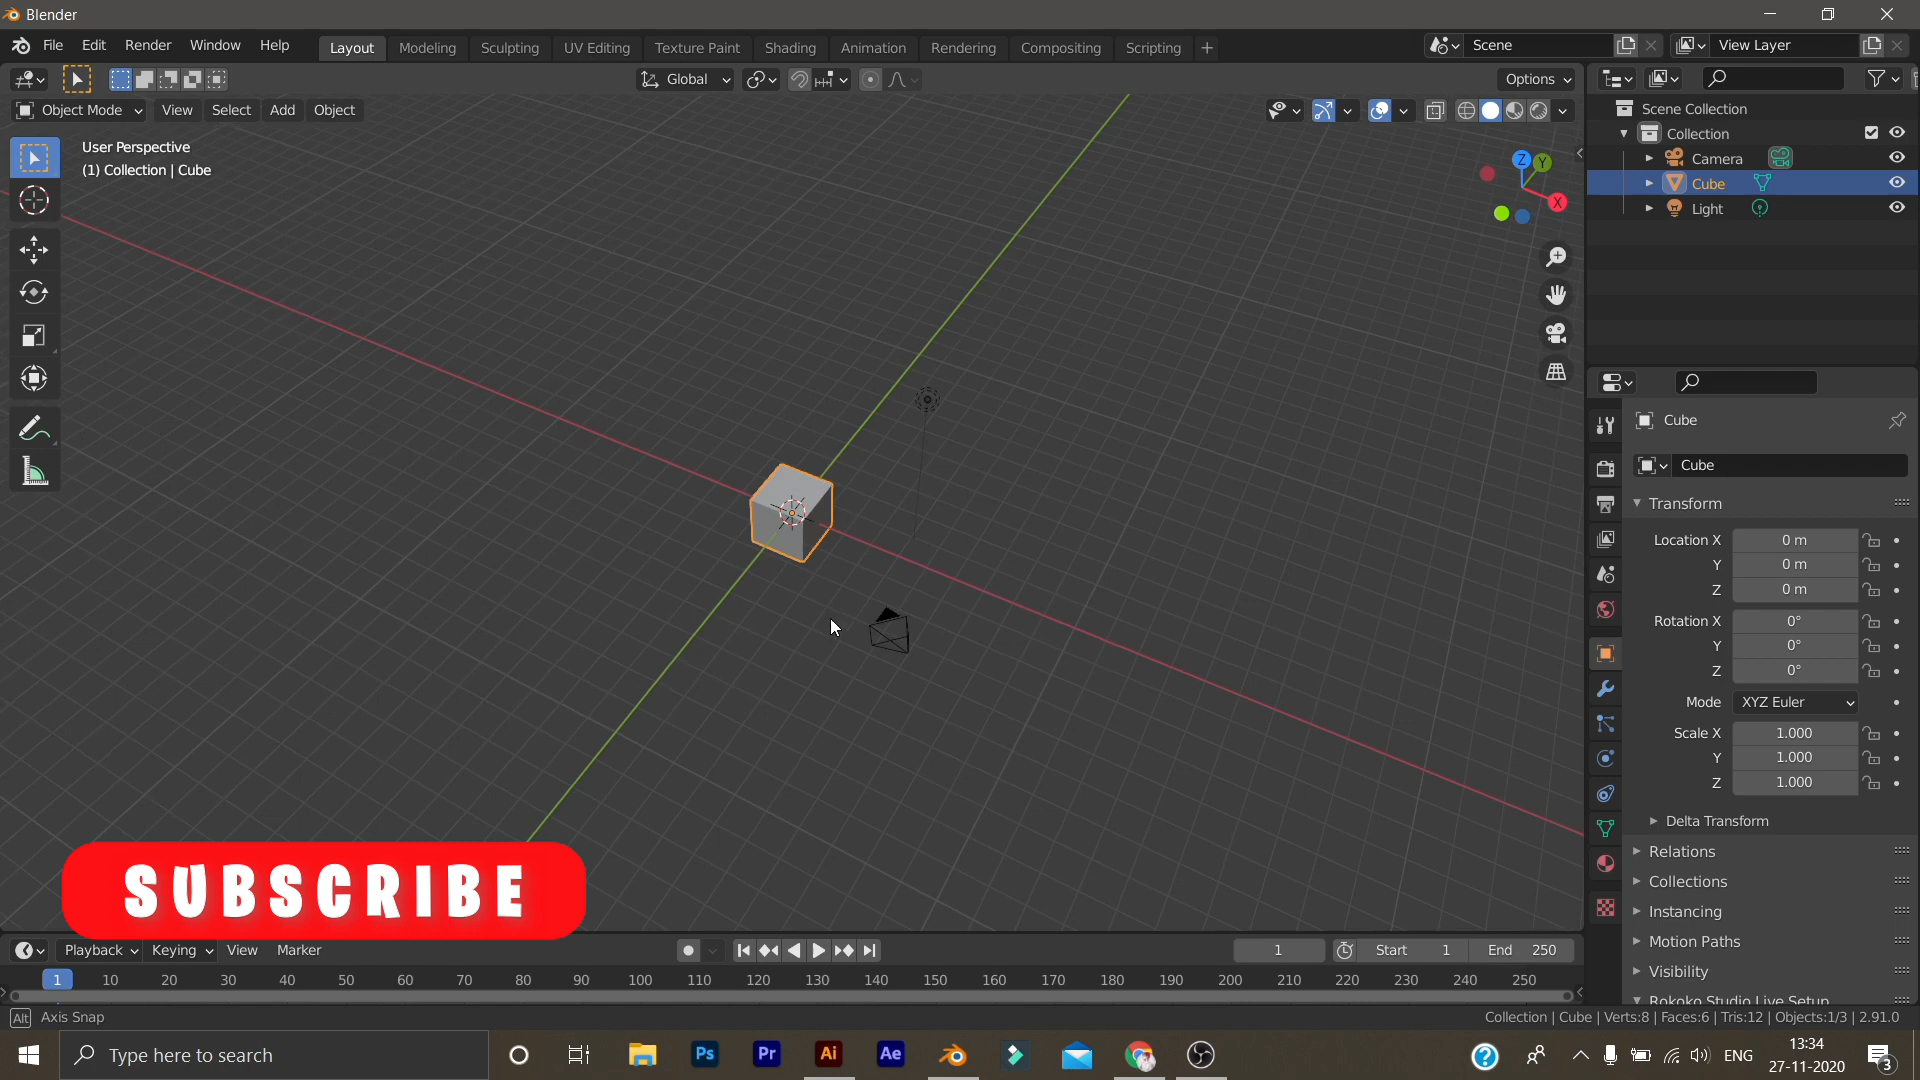 Blender
File Edit Render Window Help Layout Modeling Sculpting UV Editing Texture Paint Shading Animation Rendering Compositing Scripting + Scene View Layer
Global Options
Object Mode View Select Add Object
User Perspective
(1) Collection | Cube
Z Y X
Scene Collection
Collection
Camera
Cube
Light
Cube
Cube
Transform
Location X 0 m
Y 0 m
Z 0 m
Rotation X 0°
Y 0°
Z 0°
Mode XYZ Euler
Scale X 1.000
Y 1.000
Z 1.000
Delta Transform
Relations
Collections
Instancing
Motion Paths
Visibility
Rokoko Studio Live Setup
SUBSCRIBE
Playback Keying View Marker 1 Start 1 End 250
1 10 20 30 40 50 60 70 80 90 100 110 120 130 140 150 160 170 180 190 200 210 220 230 240 250
Alt Axis Snap Collection | Cube | Verts:8 | Faces:6 | Tris:12 | Objects:1/3 | 2.91.0
Type here to search Ps Pr Ai Ae ENG 13:34
27-11-2020 3